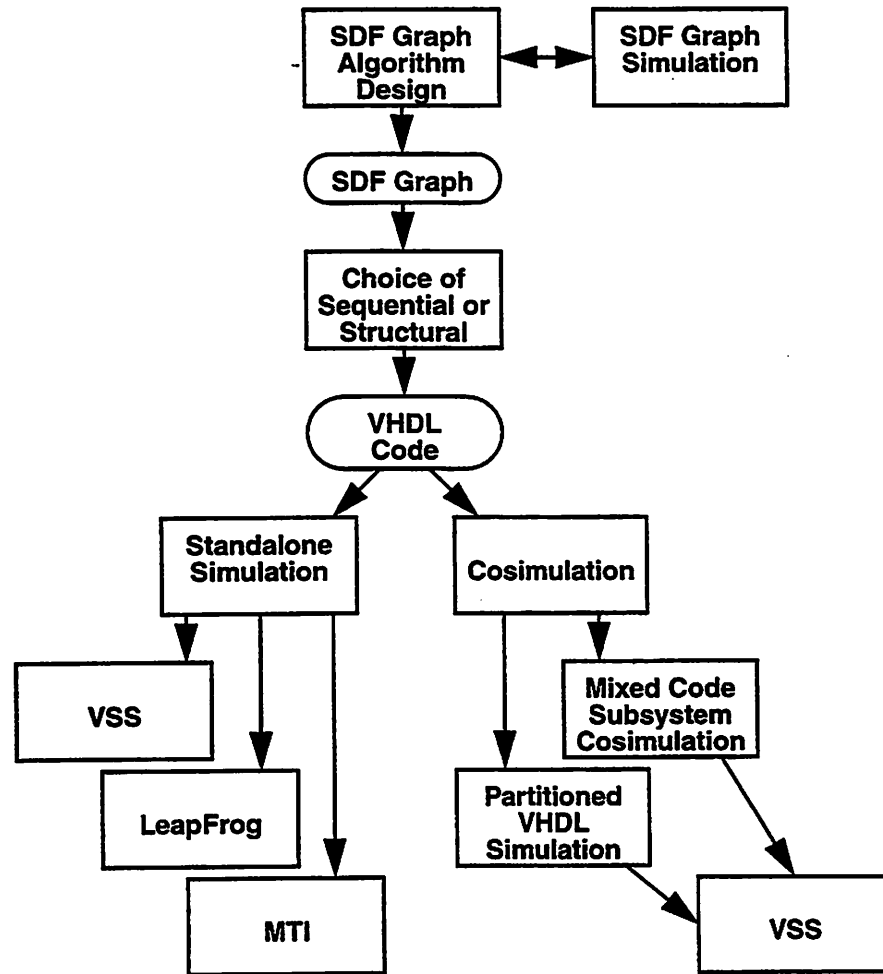 SDF Graph
Algorithm
Design
SDF Graph
Simulation
SDF Graph
Choice of
Sequential or
Structural
VHDL
Code
Standalone
Simulation
Cosimulation
VSS
Mixed Code
Subsystem
Cosimulation
LeapFrog
Partitioned
VHDL
Simulation
MTI
VSS